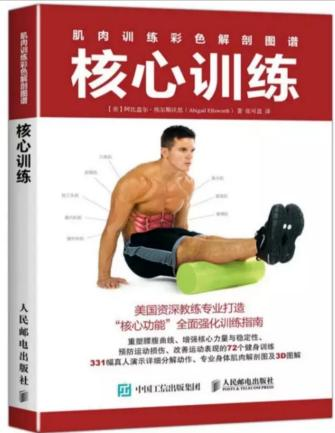 肌肉训练彩色解剖图谱
核心训练
【美】阿比盖尔·埃尔斯沃思（Abigail Ellsworth）著 张可盈 译
美国资深教练专业打造
“核心功能”全面强化训练指南
重塑腰腹曲线、增强核心力量与稳定性、
预防运动损伤、改善运动表现的72个健身训练
331幅真人演示详细分解动作、专业身体肌肉解剖图及3D图解
中国工信出版集团
人民邮电出版社
POSTS & TELECOM PRESS
肌肉训练彩色解剖图谱
核心训练
人民邮电出版社